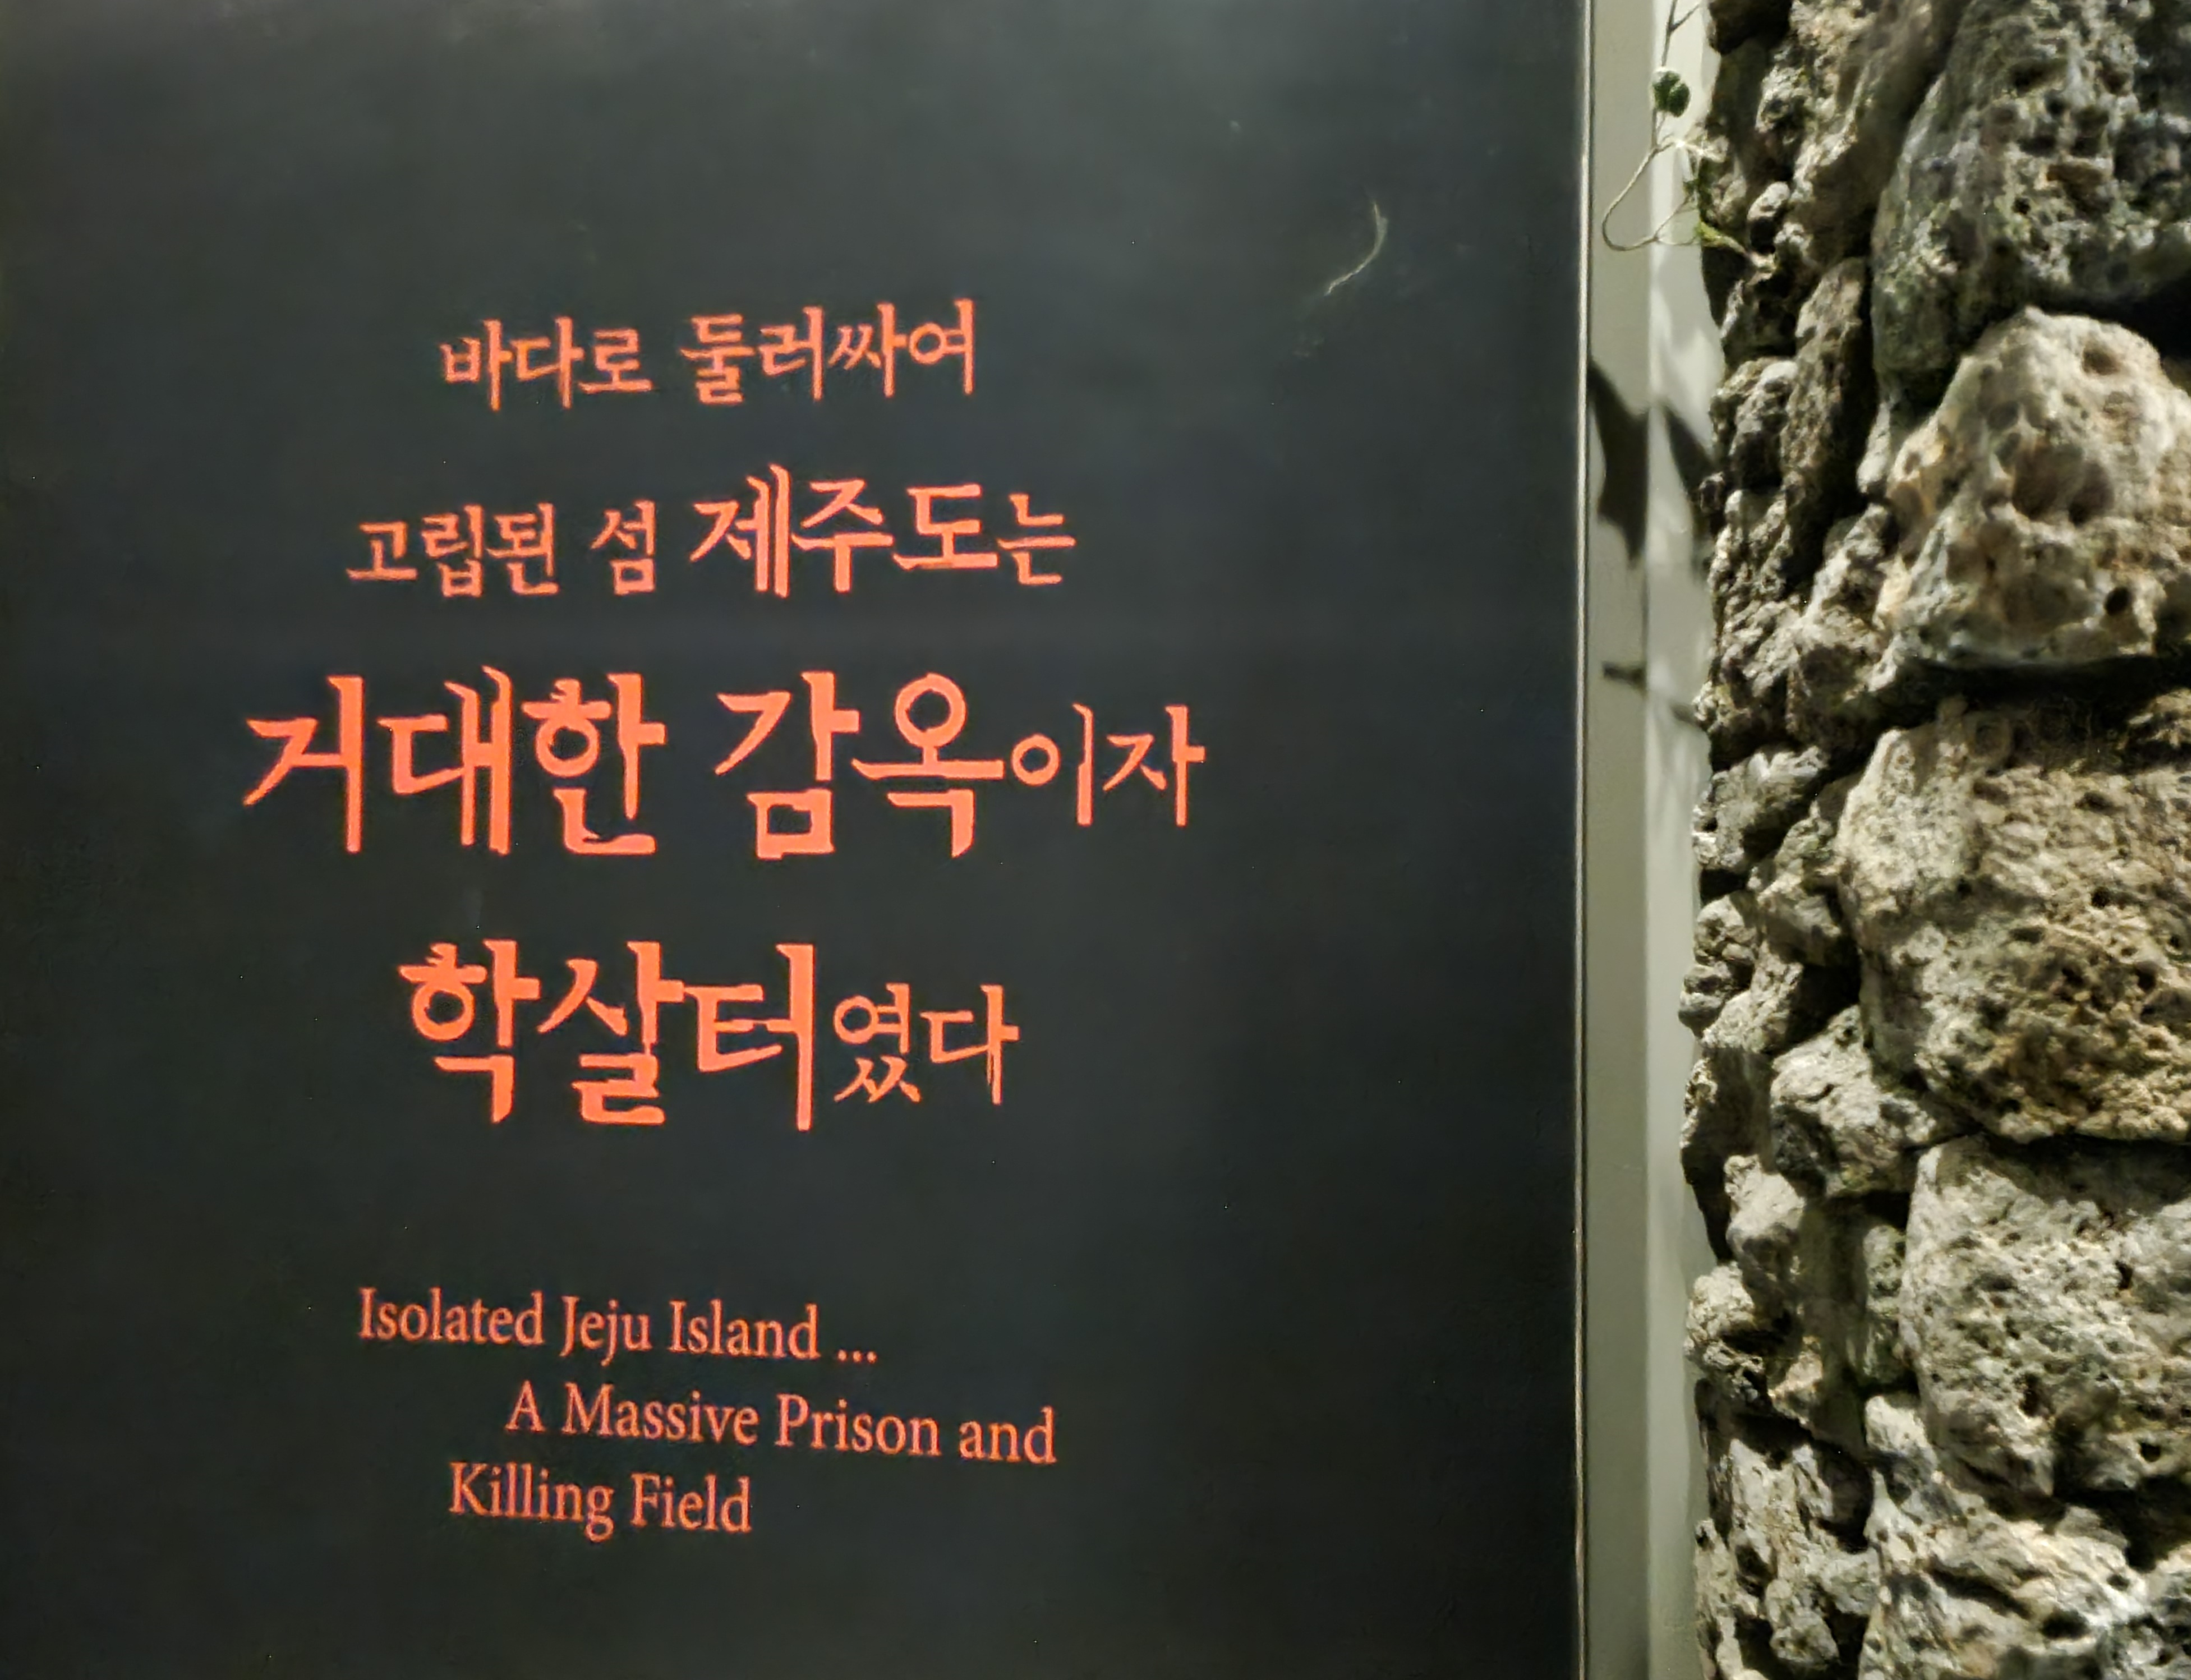 바다로 둘러싸여
고립된 섬 제주도는
거대한 감옥이자
학살터였다
Isolated Jeju Island ...
A Massive Prison and
Killing Field